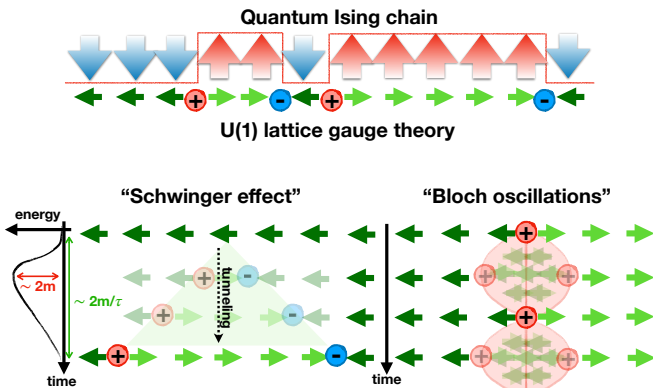 Quantum Ising chain
+ - + -
U(1) lattice gauge theory
“Schwinger effect” “Bloch oscillations”
energy
+
~ 2m
~ 2m/τ
tunneling
+ - + +
+ - +
+ - + +
time time